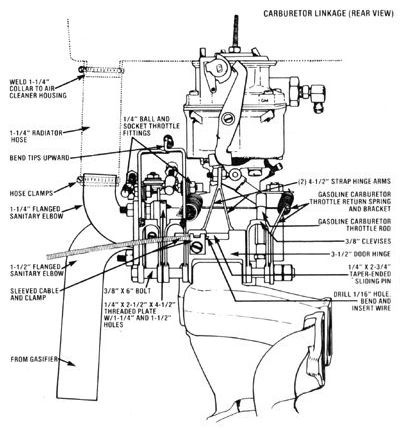 CARBURETOR LINKAGE (REAR VIEW)
WELD 1-1/4"
COLLAR TO AIR
CLEANER HOUSING
1/4" BALL AND
SOCKET THROTTLE
FITTINGS
1-1/4" RADIATOR
HOSE
BEND TIPS UPWARD
HOSE CLAMPS
1-1/4" FLANGED
SANITARY ELBOW
(2) 4-1/2" STRAP HINGE-ARMS
GASOLINE CARBURETOR
THROTTLE RETURN SPRING
AND BRACKET
GASOLINE CARBURETOR
THROTTLE ROD
3/8" CLEVISES
3-1/2" DOOR HINGE
1/4" X 2-3/4"
TAPER-ENDED
SLIDING PIN
DRILL 1/16" HOLE,
BEND AND
INSERT WIRE
1-1/2" FLANGED
SANITARY ELBOW
SLEEVED CABLE
AND CLAMP
3/8" X 6" BOLT
1/4" X 2-1/2" X 4-1/2"
THREADED PLATE
W/1-1/4" AND 1-1/2"
HOLES
FROM GASIFIER